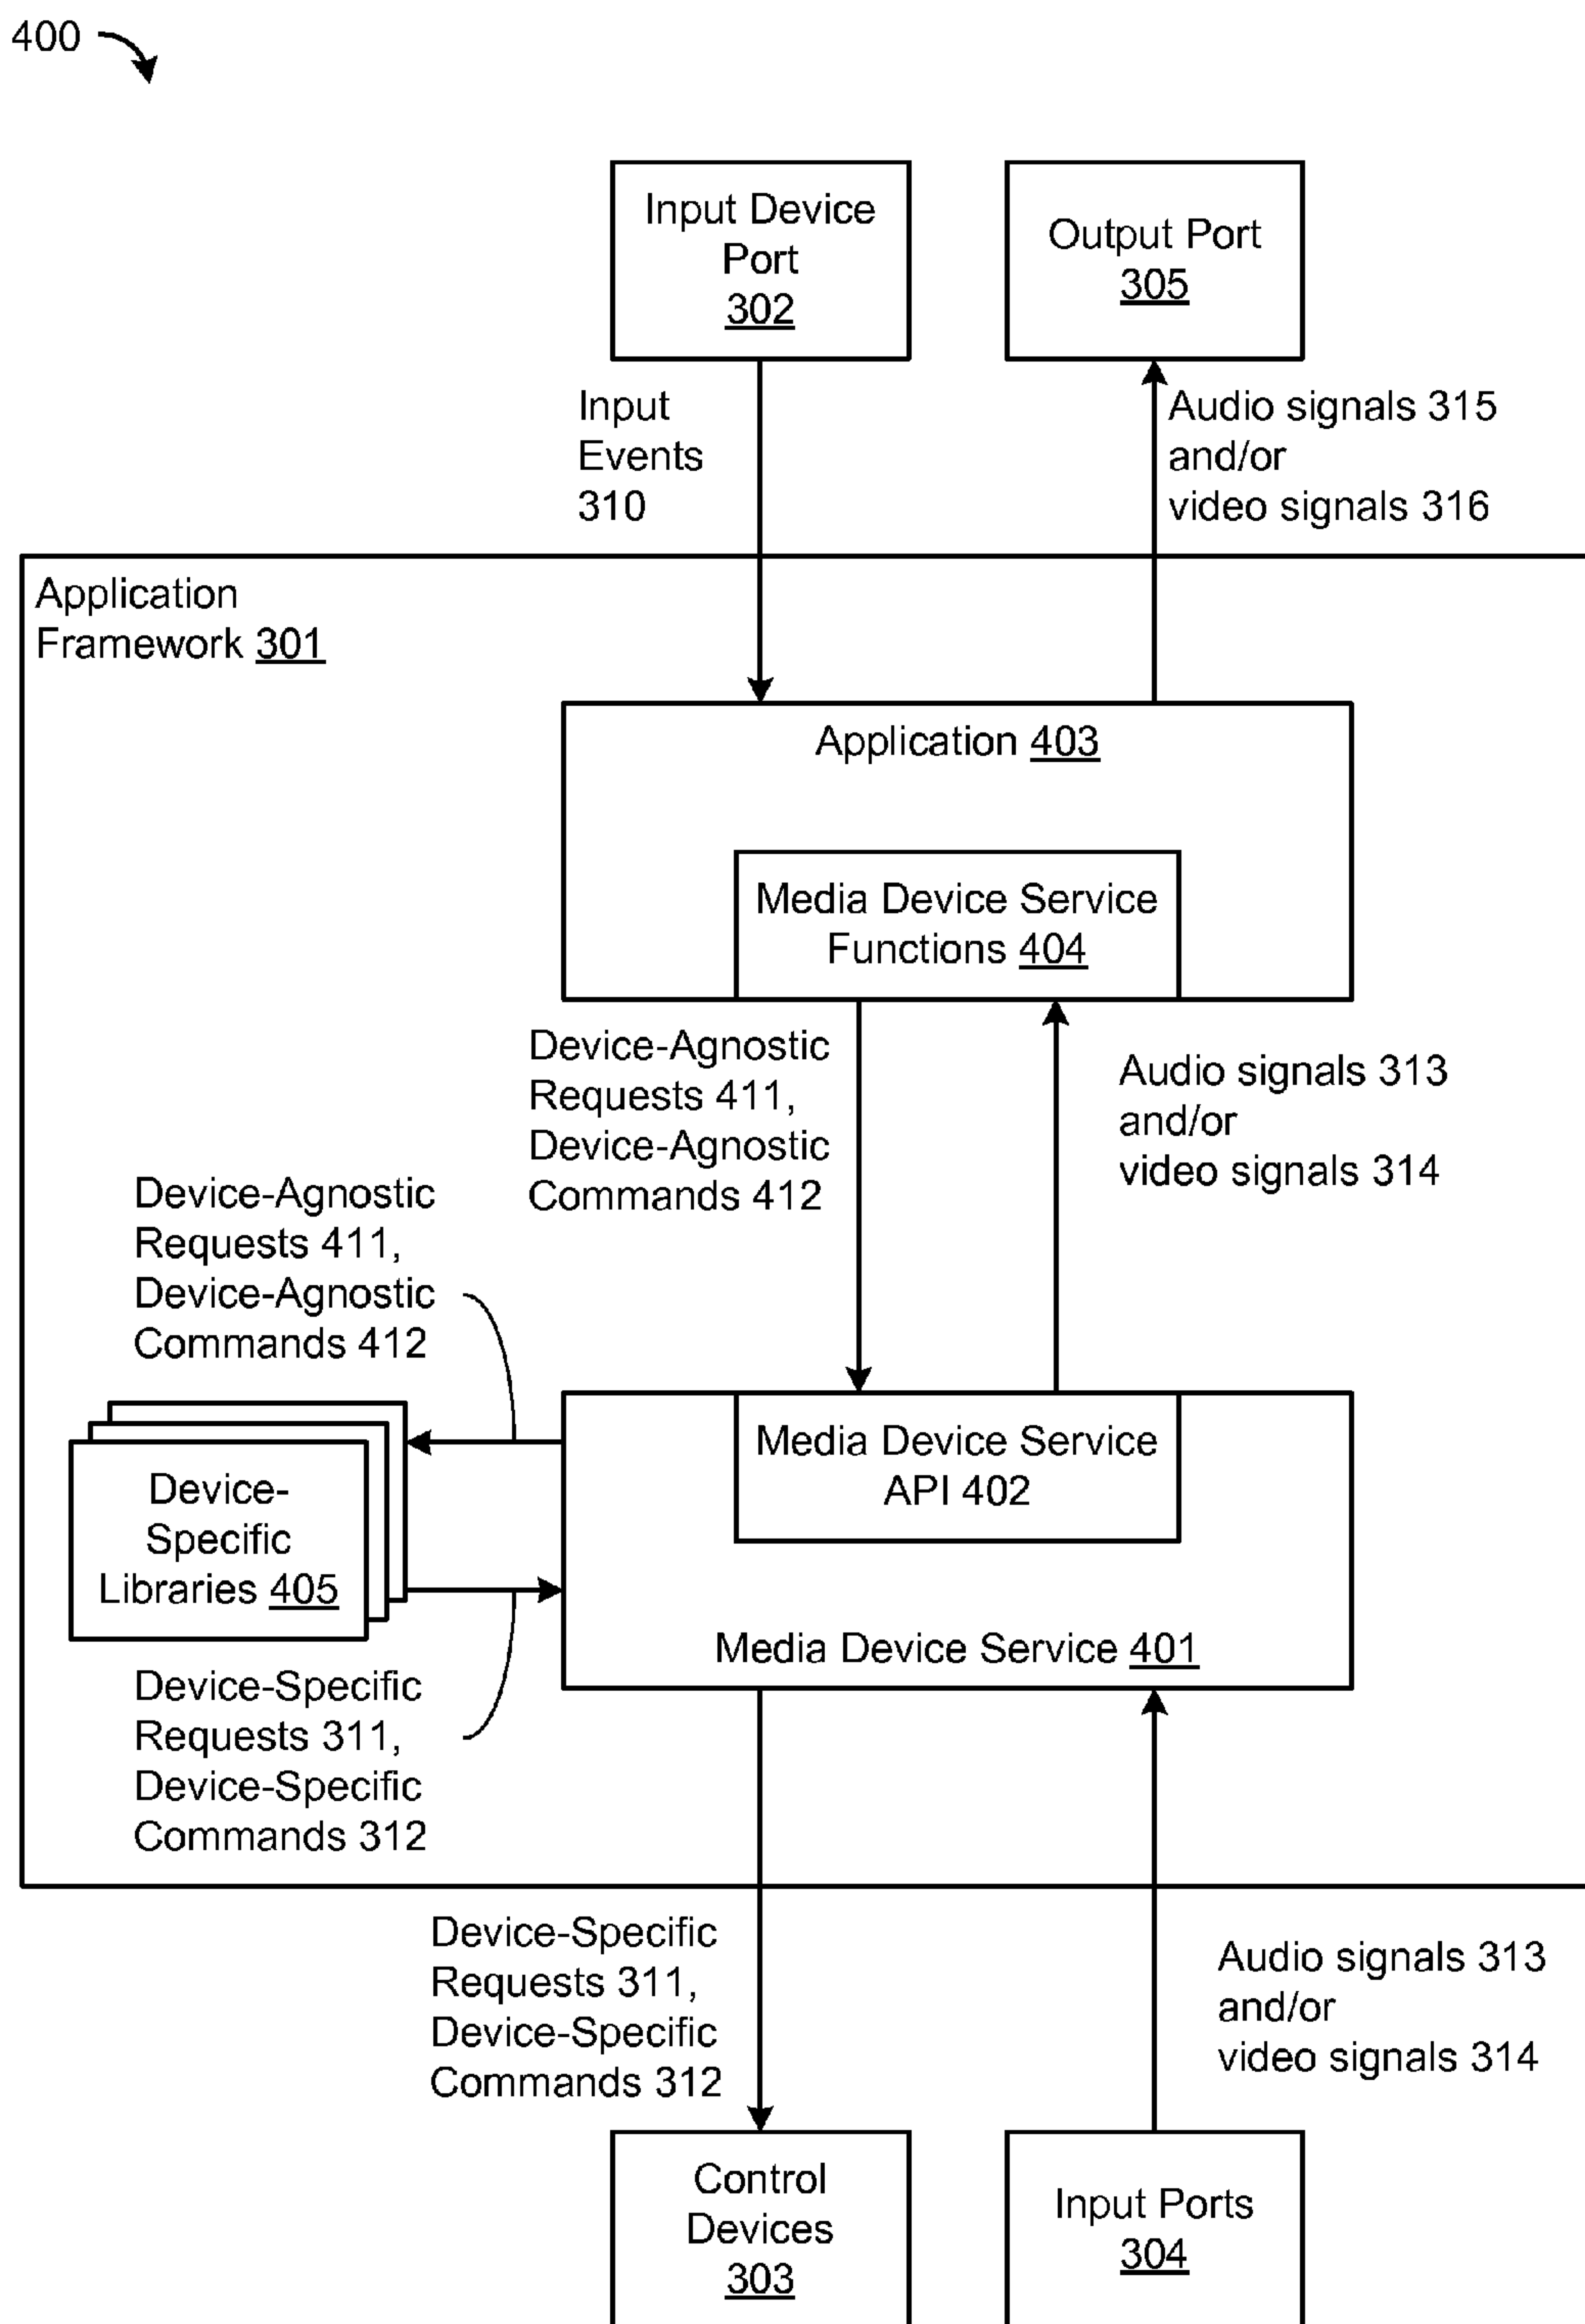 400
Input Device
Port
302
Output Port
305
Input
Events
310
Audio signals 315
and/or
video signals 316
Application
Framework 301
Application 403
Media Device Service
Functions 404
Device-Agnostic
Requests 411,
Device-Agnostic
Commands 412
Audio signals 313
and/or
video signals 314
Device-Agnostic
Requests 411,
Device-Agnostic
Commands 412
Device-
Specific
Libraries 405
Media Device Service
API 402
Media Device Service 401
Device-Specific
Requests 311,
Device-Specific
Commands 312
Device-Specific
Requests 311,
Device-Specific
Commands 312
Audio signals 313
and/or
video signals 314
Control
Devices
303
Input Ports
304